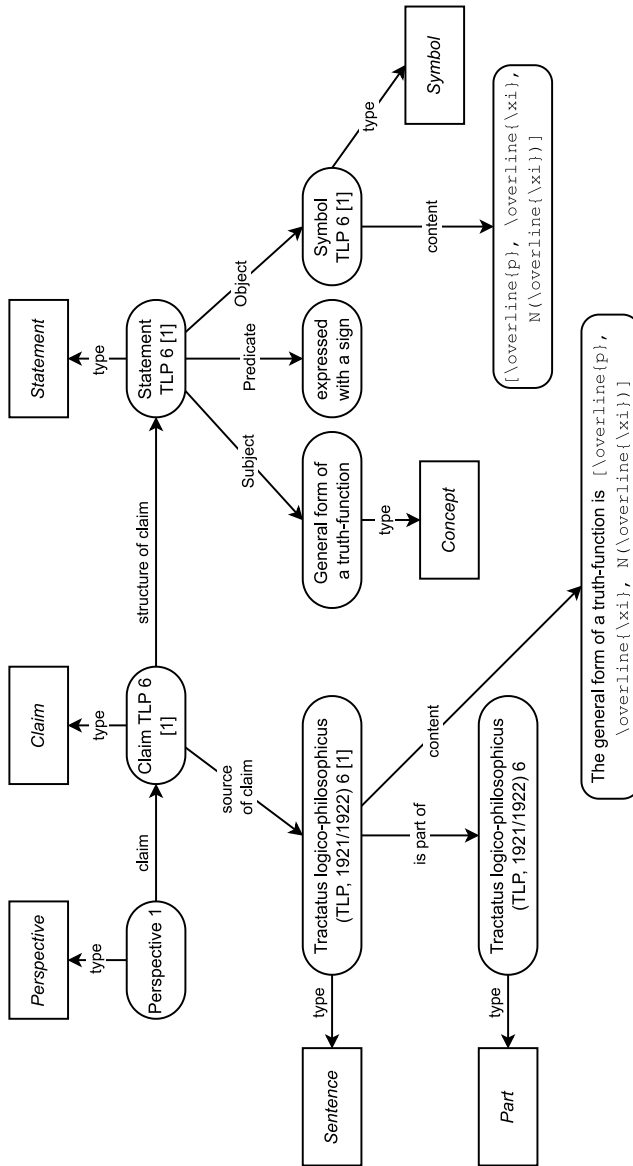 Perspective
Claim
Statement
type
type
type
Perspective 1
claim
Claim TLP 6
[1]
structure of claim
Statement
TLP 6 [1]
source
of claim
Subject
Predicate
Object
Sentence
type
Tractatus logico-philosophicus
(TLP, 1921/1922) 6 [1]
General form of
a truth-function
expressed
with a sign
Symbol
TLP 6 [1]
is part of
content
type
content
type
Part
type
Tractatus logico-philosophicus
(TLP, 1921/1922) 6
Concept
Symbol
[\overline{p}, \overline{\xi},
N(\overline{\xi})]
The general form of a truth-function is [\overline{p},
\overline{\xi}, N(\overline{\xi})]